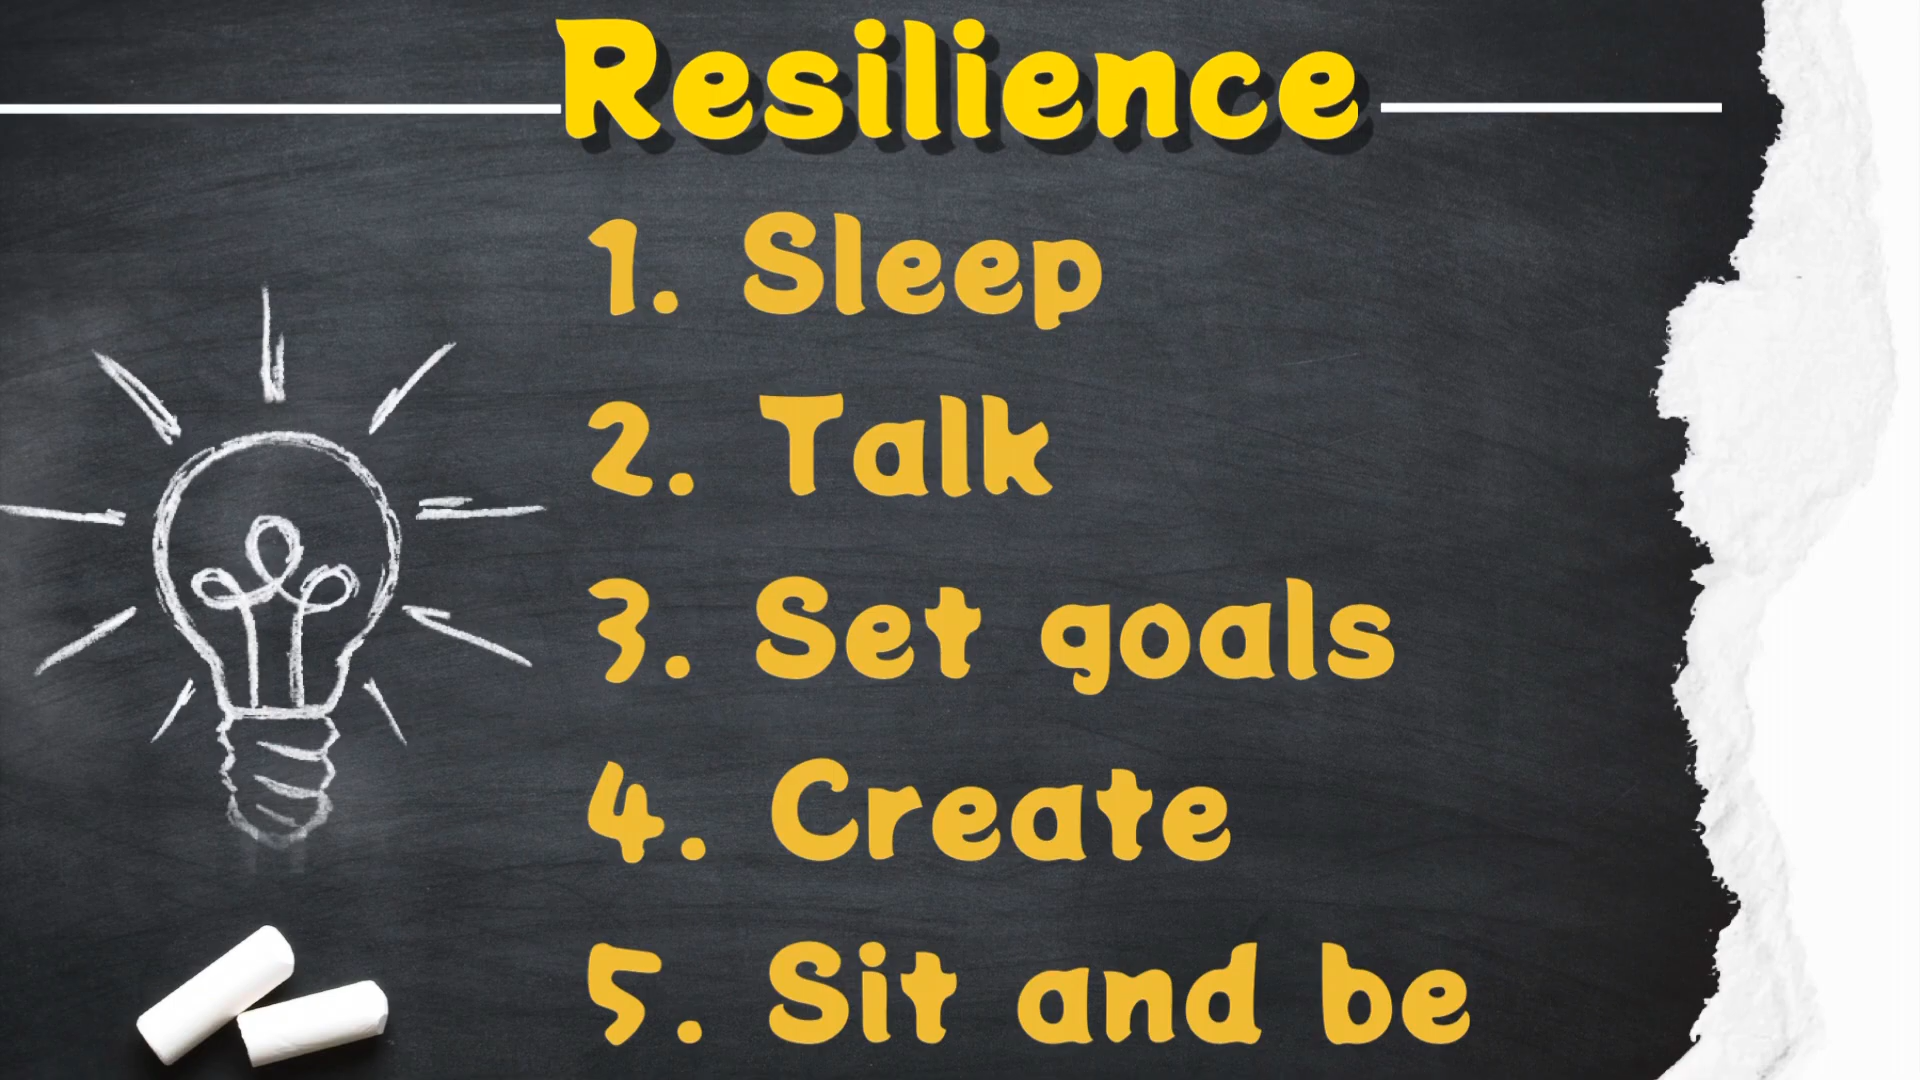 Resilience
1. Sleep
2. Talk
3. Set goals
4. Create
5. Sit and be